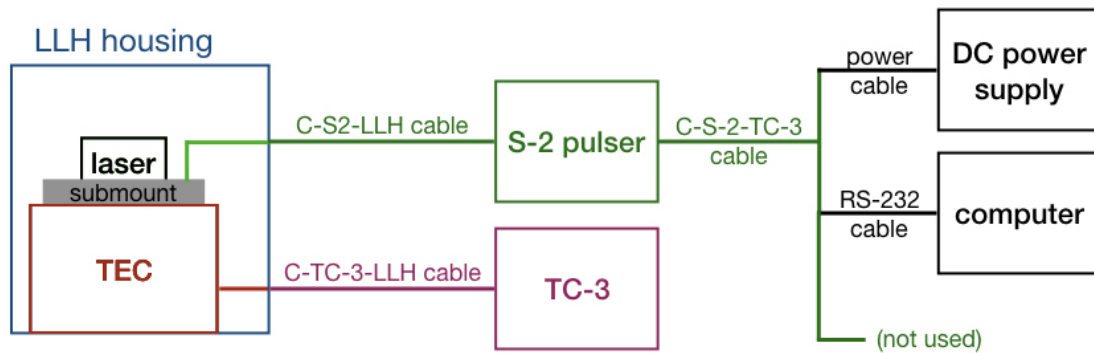 LLH housing
laser
submount
TEC
C-S2-LLH cable
C-TC-3-LLH cable
S-2 pulser
TC-3
C-S-2-TC-3
cable
power
cable
DC power
supply
RS-232
cable
computer
(not used)